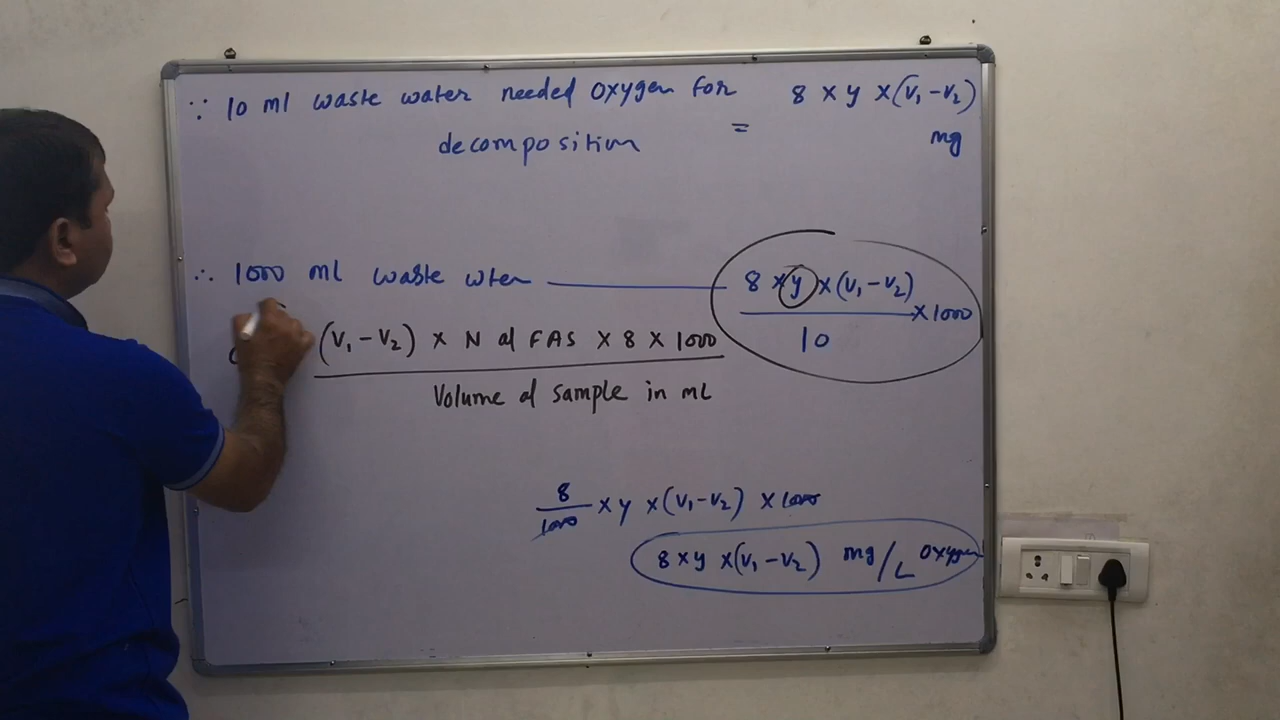 ∵ 10 ml waste water needed oxygen for = 8 × y × (V₁ - V₂)
decomposition mg
∴ 1000 ml waste wter ——— 8 × y × (V₁ - V₂) / 10 × 1000
(V₁ - V₂) × N of FAS × 8 × 1000
Volume of sample in mL
8/1000 × y × (V₁ - V₂) × 1000
8 × y × (V₁ - V₂) mg/L oxygen